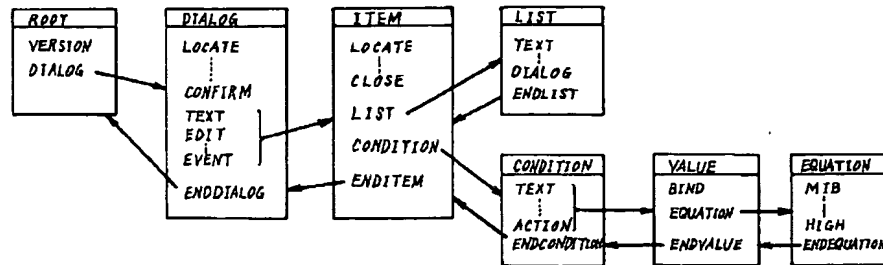 ROOT
VERSION
DIALOG
DIALOG
LOCATE
CONFIRM
TEXT
EDIT
EVENT
ENDDIALOG
ITEM
LOCATE
CLOSE
LIST
CONDITION
ENDITEM
LIST
TEXT
DIALOG
ENDLIST
CONDITION
TEXT
ACTION
ENDCONDITION
VALUE
BIND
EQUATION
ENDVALUE
EQUATION
MIB
HIGH
ENDEQUATION